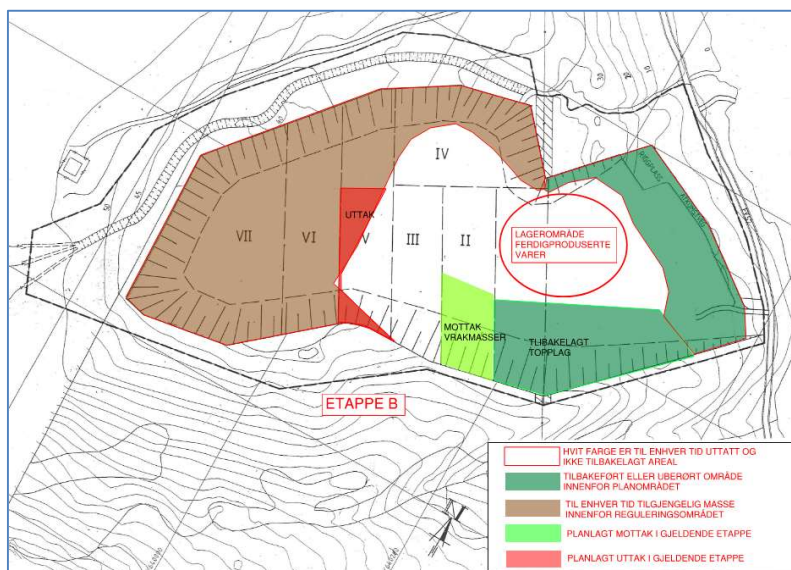 IV
UTTAK
VII
VI
V
III
II
LAGEROMRÅDE
FERDIGPRODUSERTE
VARER
MOTTAK
VRAKMASSER
TLIBAKELAGT
TOPPLAG
ETAPPE B
HVIT FARGE ER TIL ENHVER TID UTTATT OG
IKKE TILBAKELAGT AREAL
TILBAKEFØRT ELLER UBERØRT OMRÅDE
INNENFOR PLANOMRÅDET
TIL ENHVER TID TILGJENGELIG MASSE
INNENFOR REGULERINGSOMRÅDET
PLANLAGT MOTTAK I GJELDENDE ETAPPE
PLANLAGT UTTAK I GJELDENDE ETAPPE